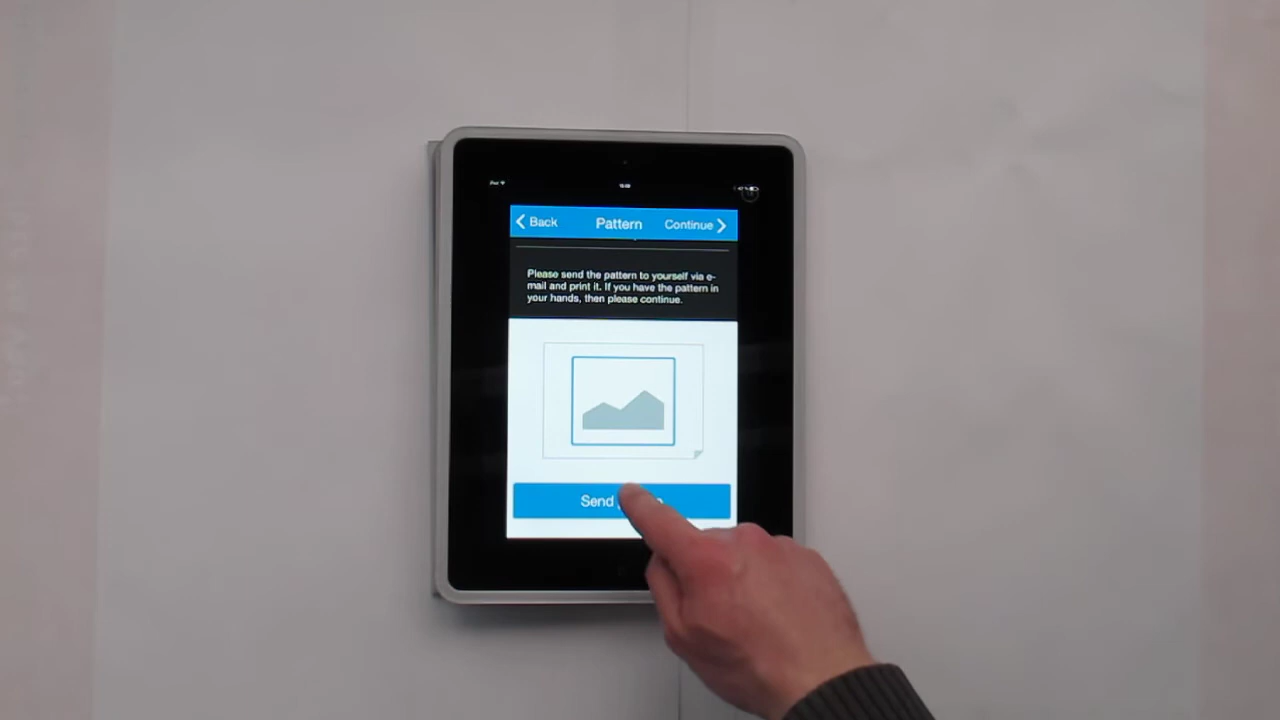 iPad
Back Pattern Continue
Please send the pattern to yourself via e-
mail and print it. If you have the pattern in
your hands, then please continue.
Send